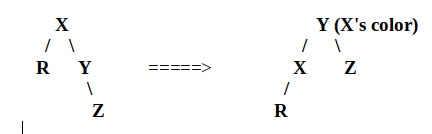 X Y (X's color)
/ \ / \
R Y =====> X Z
\ /
Z R